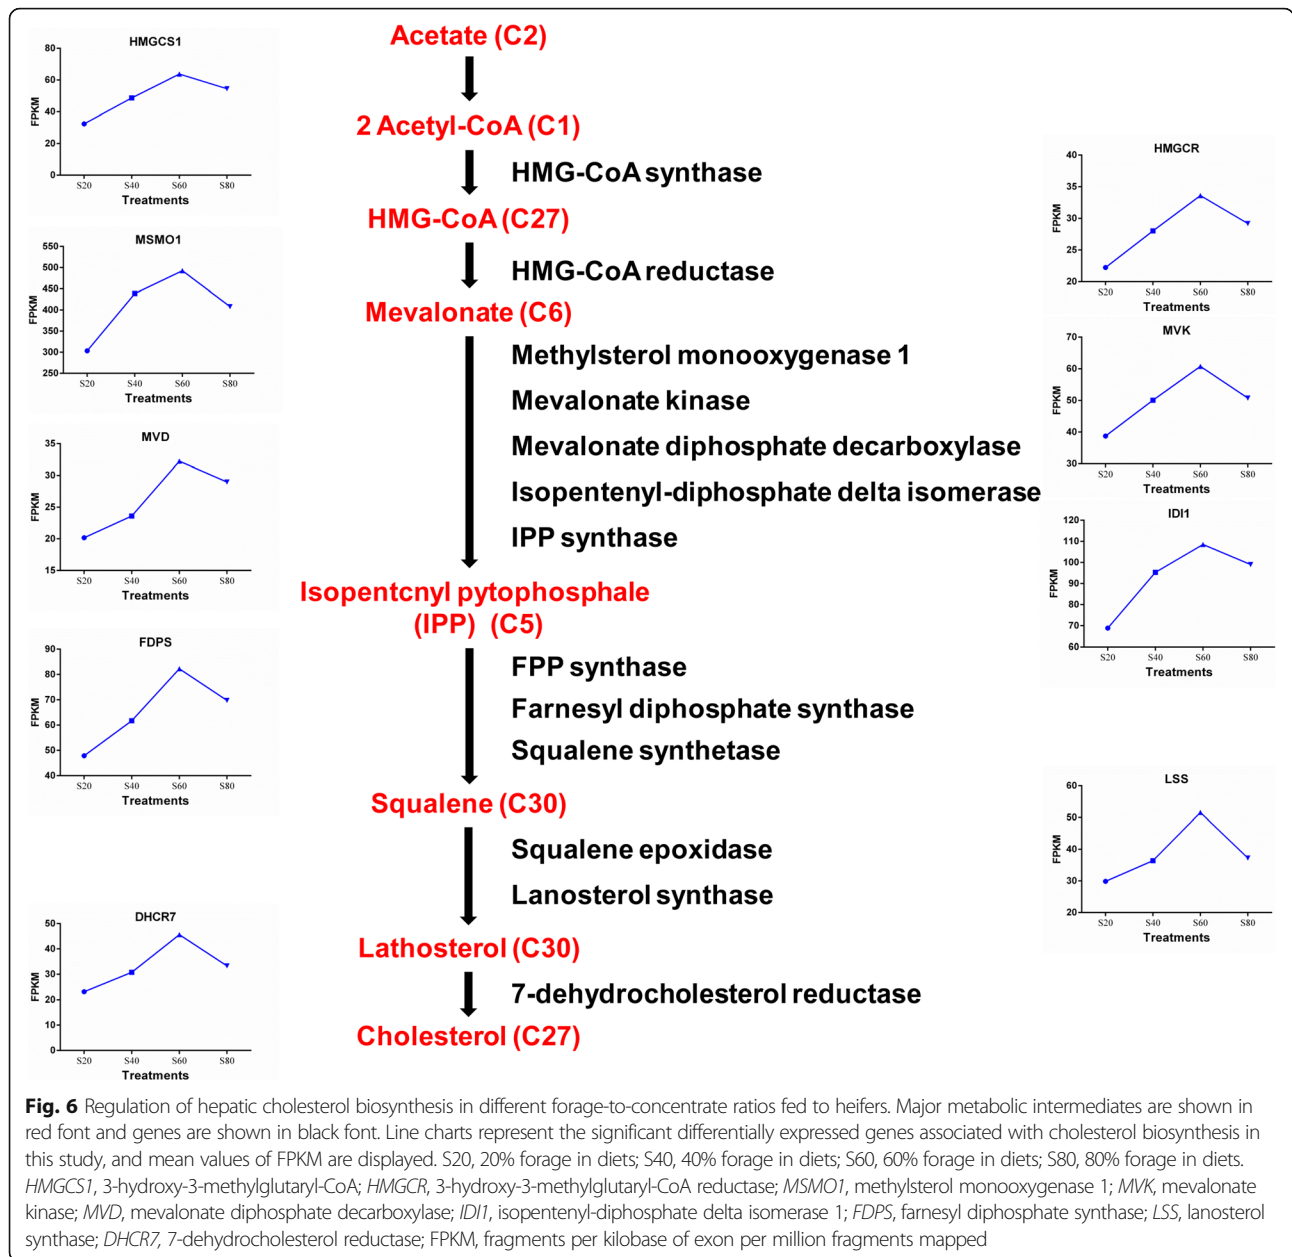 Acetate (C2)
2 Acetyl-CoA (C1)
HMG-CoA synthase
HMG-CoA (C27)
HMG-CoA reductase
Mevalonate (C6)
Methylsterol monooxygenase 1
Mevalonate kinase
Mevalonate diphosphate decarboxylase
Isopentenyl-diphosphate delta isomerase
IPP synthase
Isopentcnyl pytophosphale
(IPP) (C5)
FPP synthase
Farnesyl diphosphate synthase
Squalene synthetase
Squalene (C30)
Squalene epoxidase
Lanosterol synthase
Lathosterol (C30)
7-dehydrocholesterol reductase
Cholesterol (C27)
HMGCS1
FPKM
80
60
40
20
0
S20 S40 S60 S80
Treatments
MSMO1
FPKM
550
500
450
400
350
300
250
S20 S40 S60 S80
Treatments
MVD
FPKM
35
30
25
20
15
S20 S40 S60 S80
Treatments
FDPS
FPKM
90
80
70
60
50
40
S20 S40 S60 S80
Treatments
DHCR7
FPKM
50
40
30
20
10
0
S20 S40 S60 S80
Treatments
HMGCR
FPKM
40
35
30
25
20
S20 S40 S60 S80
Treatments
MVK
FPKM
70
60
50
40
30
S20 S40 S60 S80
Treatments
IDI1
FPKM
120
110
100
90
80
70
60
S20 S40 S60 S80
Treatments
LSS
FPKM
60
50
40
30
20
S20 S40 S60 S80
Treatments
Fig. 6 Regulation of hepatic cholesterol biosynthesis in different forage-to-concentrate ratios fed to heifers. Major metabolic intermediates are shown in
red font and genes are shown in black font. Line charts represent the significant differentially expressed genes associated with cholesterol biosynthesis in
this study, and mean values of FPKM are displayed. S20, 20% forage in diets; S40, 40% forage in diets; S60, 60% forage in diets; S80, 80% forage in diets.
HMGCS1, 3-hydroxy-3-methylglutaryl-CoA; HMGCR, 3-hydroxy-3-methylglutaryl-CoA reductase; MSMO1, methylsterol monooxygenase 1; MVK, mevalonate
kinase; MVD, mevalonate diphosphate decarboxylase; IDI1, isopentenyl-diphosphate delta isomerase 1; FDPS, farnesyl diphosphate synthase; LSS, lanosterol
synthase; DHCR7, 7-dehydrocholesterol reductase; FPKM, fragments per kilobase of exon per million fragments mapped